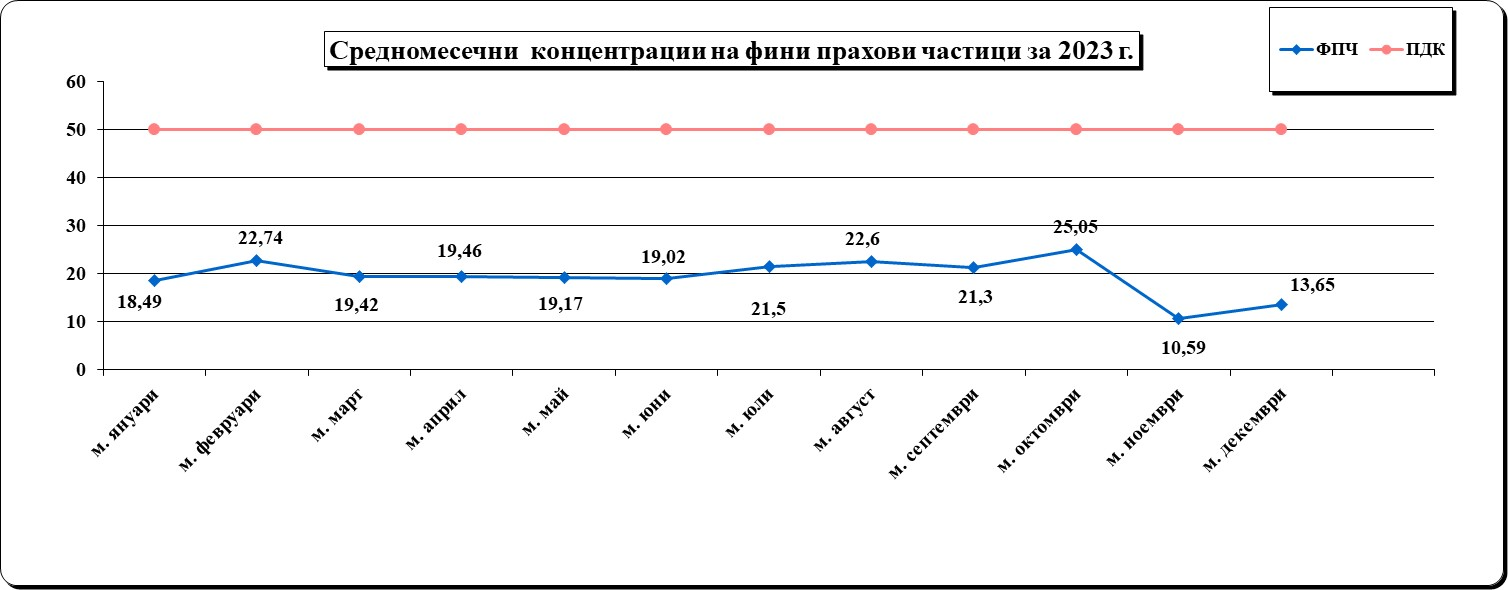 Средномесечни концентрации на фини прахови частици за 2023 г.
ФПЧ ПДК
60
50
40
30
20
10
0
18,49
22,74
19,42
19,46
19,17
19,02
21,5
22,6
21,3
25,05
10,59
13,65
м. януари
м. февруари
м. март
м. април
м. май
м. юни
м. юли
м. август
м. септември
м. октомври
м. ноември
м. декември